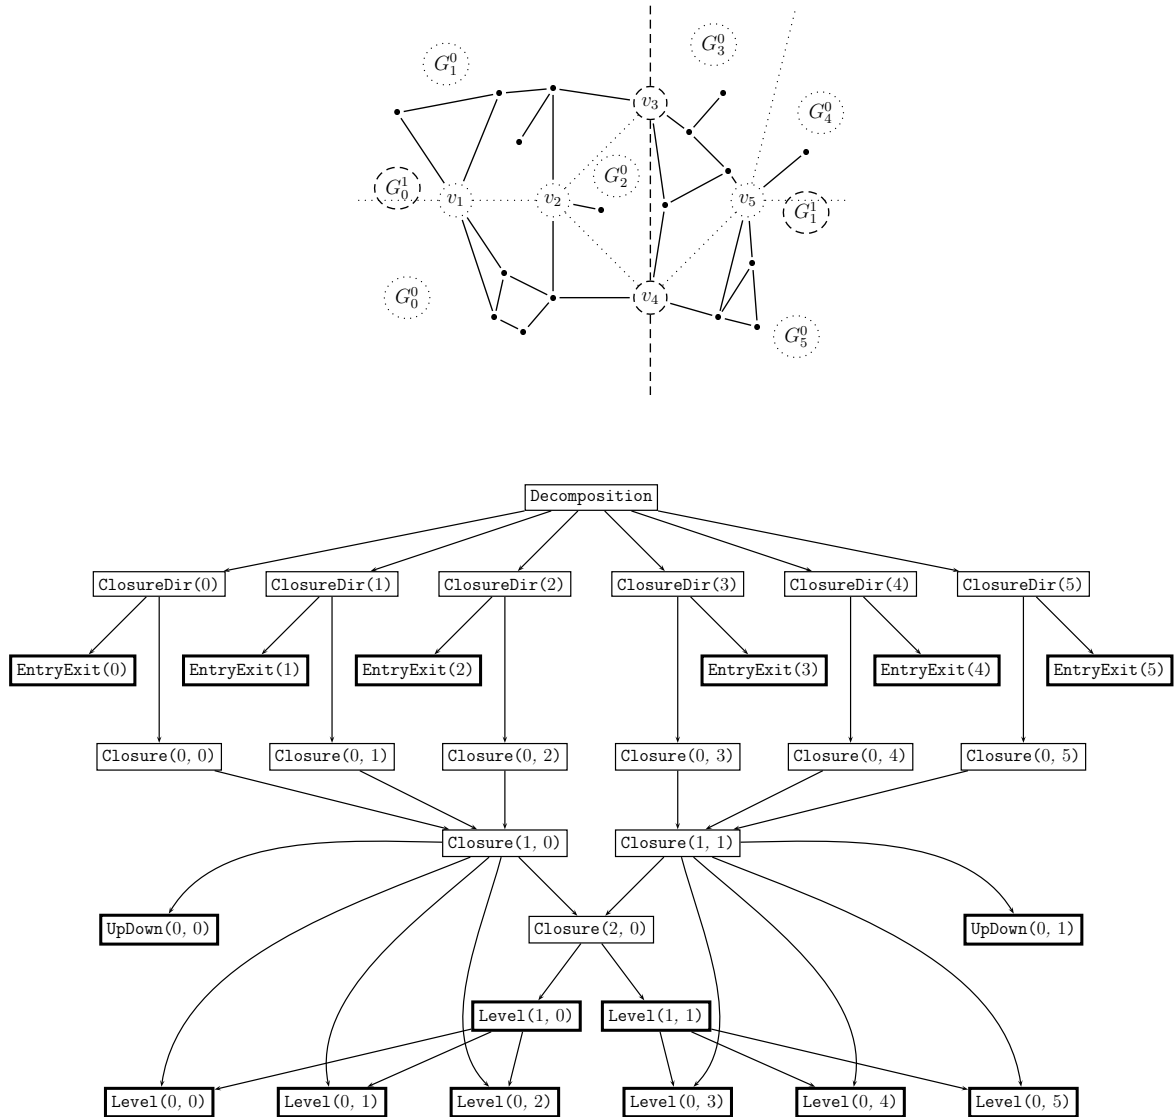 G_3^0
G_1^0
v_3
G_4^0
G_2^0
G_0^1
v_1
v_2
v_5
G_1^1
G_0^0
v_4
G_5^0
Decomposition
ClosureDir(0) ClosureDir(1) ClosureDir(2) ClosureDir(3) ClosureDir(4) ClosureDir(5)
EntryExit(0) EntryExit(1) EntryExit(2) EntryExit(3) EntryExit(4) EntryExit(5)
Closure(0, 0) Closure(0, 1) Closure(0, 2) Closure(0, 3) Closure(0, 4) Closure(0, 5)
Closure(1, 0) Closure(1, 1)
UpDown(0, 0) Closure(2, 0) UpDown(0, 1)
Level(1, 0) Level(1, 1)
Level(0, 0) Level(0, 1) Level(0, 2) Level(0, 3) Level(0, 4) Level(0, 5)